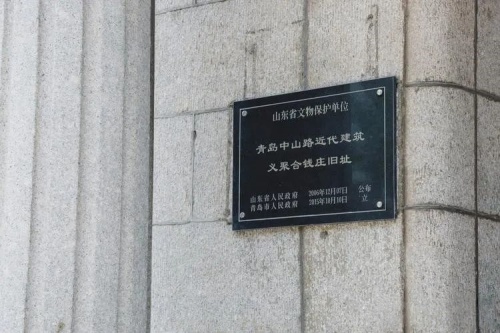 山东省文物保护单位
青岛中山路近代建筑
义聚合钱庄旧址
山东省人民政府 2006年12月07日 公布
青岛市人民政府 2015年10月10日 立